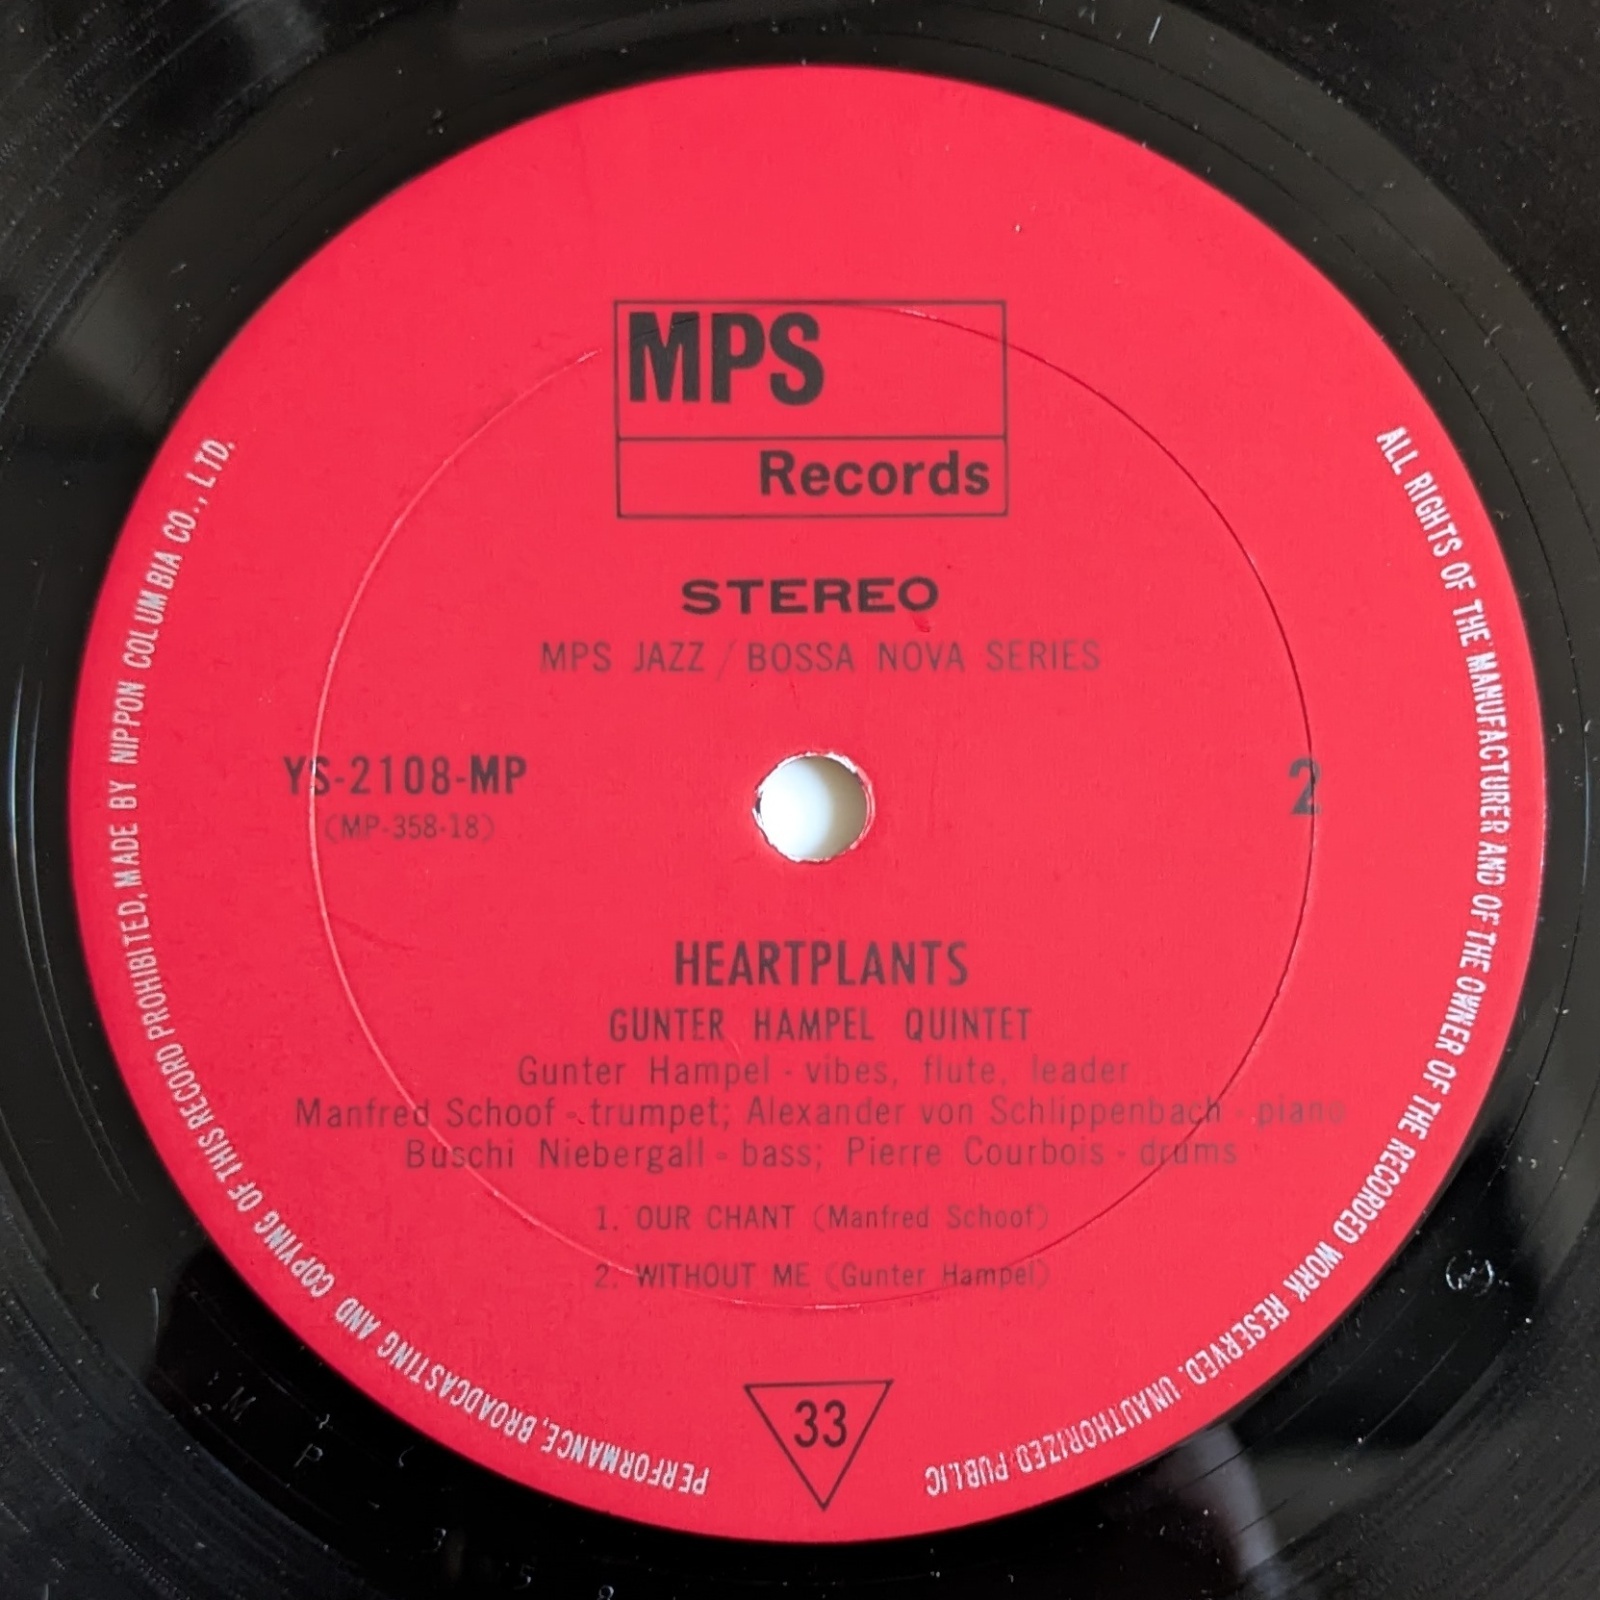 MPS
Records
STEREO
MPS JAZZ / BOSSA NOVA SERIES
YS-2108-MP
2
(MP-358-18)
HEARTPLANTS
GUNTER HAMPEL QUINTET
Gunter Hampel - vibes, flute, leader
Manfred Schoof - trumpet; Alexander von Schlippenbach - piano
Buschi Niebergall - bass; Pierre Courbois - drums
1. OUR CHANT (Manfred Schoof)
2. WITHOUT ME (Gunter Hampel)
33
ALL RIGHTS OF THE MANUFACTURER AND OF THE OWNER OF THE RECORDED WORK RESERVED. UNAUTHORIZED PUBLIC
PERFORMANCE, BROADCASTING AND COPYING OF THIS RECORD PROHIBITED, MADE BY NIPPON COLUMBIA CO., LTD.